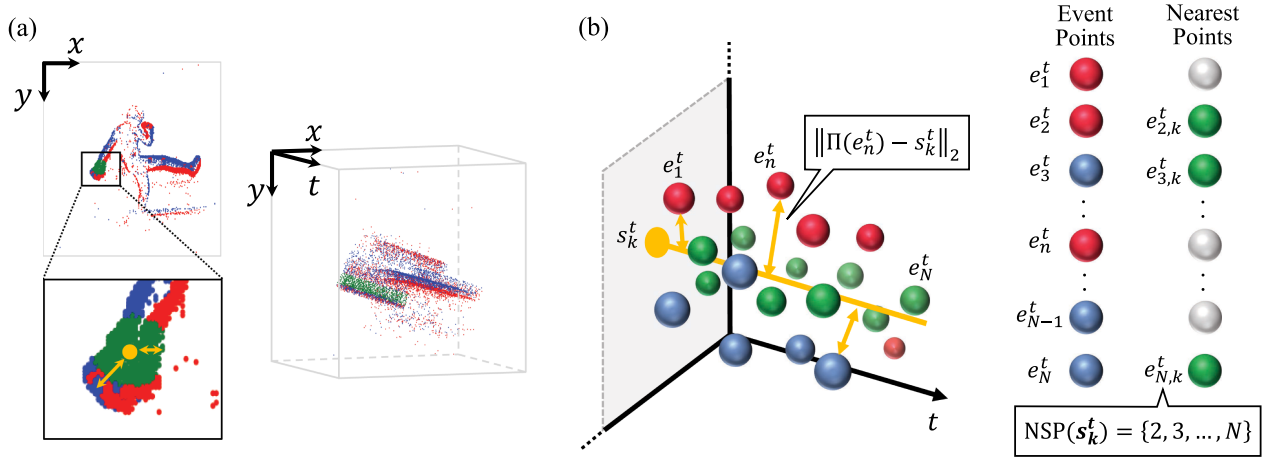 (a)
x
y
x
t
y
(b)
e_1^t
e_n^t
‖Π(e_n^t) − s_k^t‖_2
s_k^t
e_N^t
t
Event Points
Nearest Points
e_1^t
e_2^t
e_{2,k}^t
e_3^t
e_{3,k}^t
e_n^t
e_{N−1}^t
e_N^t
e_{N,k}^t
NSP(s_k^t) = {2, 3, ..., N}